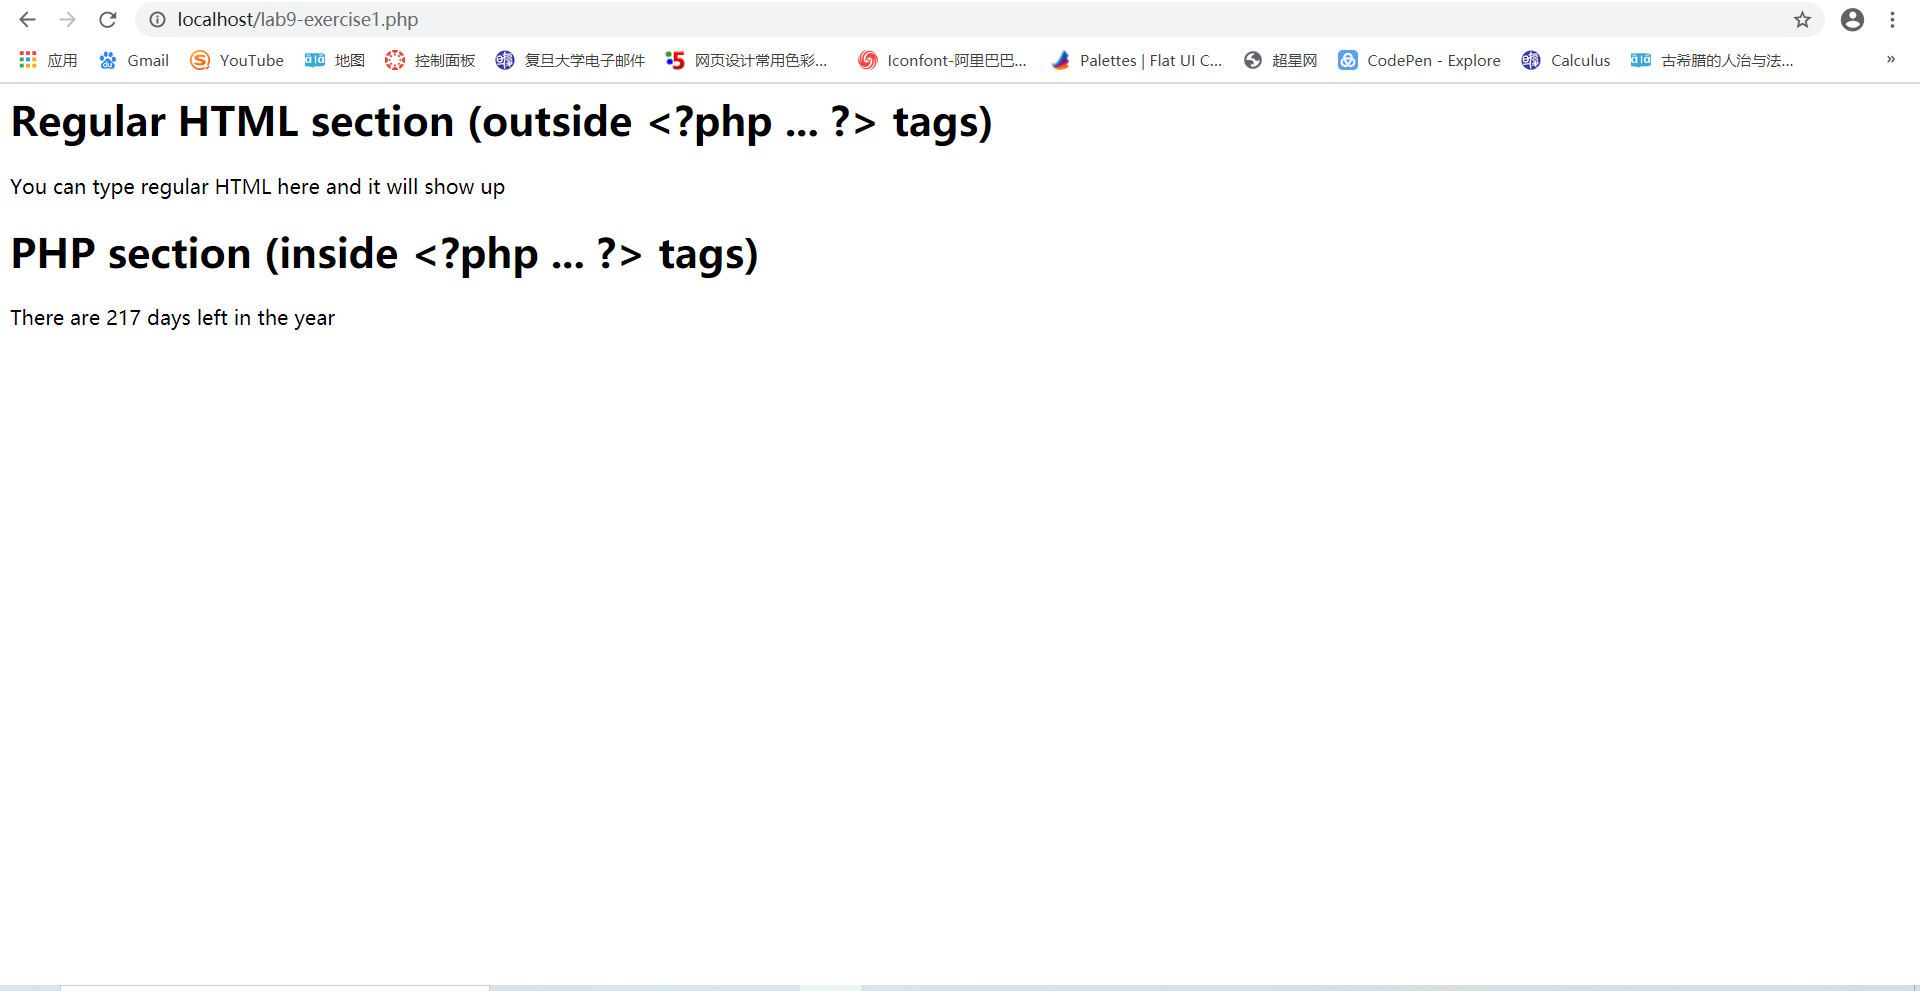 localhost/lab9-exercise1.php
应用 Gmail YouTube 地图 控制面板 复旦大学电子邮件 网页设计常用色彩... Iconfont-阿里巴巴... Palettes | Flat UI C... 超星网 CodePen - Explore Calculus 古希腊的人治与法... »
Regular HTML section (outside <?php ... ?> tags)
You can type regular HTML here and it will show up
PHP section (inside <?php ... ?> tags)
There are 217 days left in the year